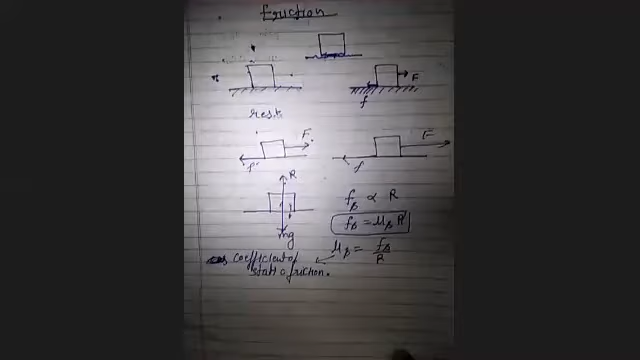 friction
F
f
rest
F
F
f
f
R
mg
fs ∝ R
fs = μs R
μs = fs/R
coefficient of
static friction.